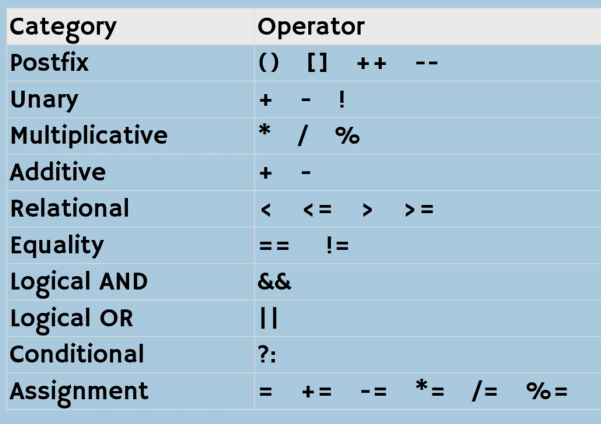 Category Operator
Postfix () [] ++ --
Unary + - !
Multiplicative * / %
Additive + -
Relational < <= > >=
Equality == !=
Logical AND &&
Logical OR ||
Conditional ?:
Assignment = += -= *= /= %=